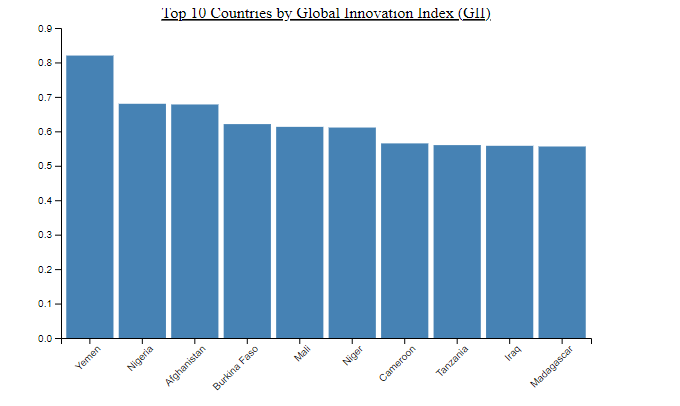 Top 10 Countries by Global Innovation Index (GII)
0.9
0.8
0.7
0.6
0.5
0.4
0.3
0.2
0.1
0.0
Yemen
Nigeria
Afghanistan
Burkina Faso
Mali
Niger
Cameroon
Tanzania
Iraq
Madagascar